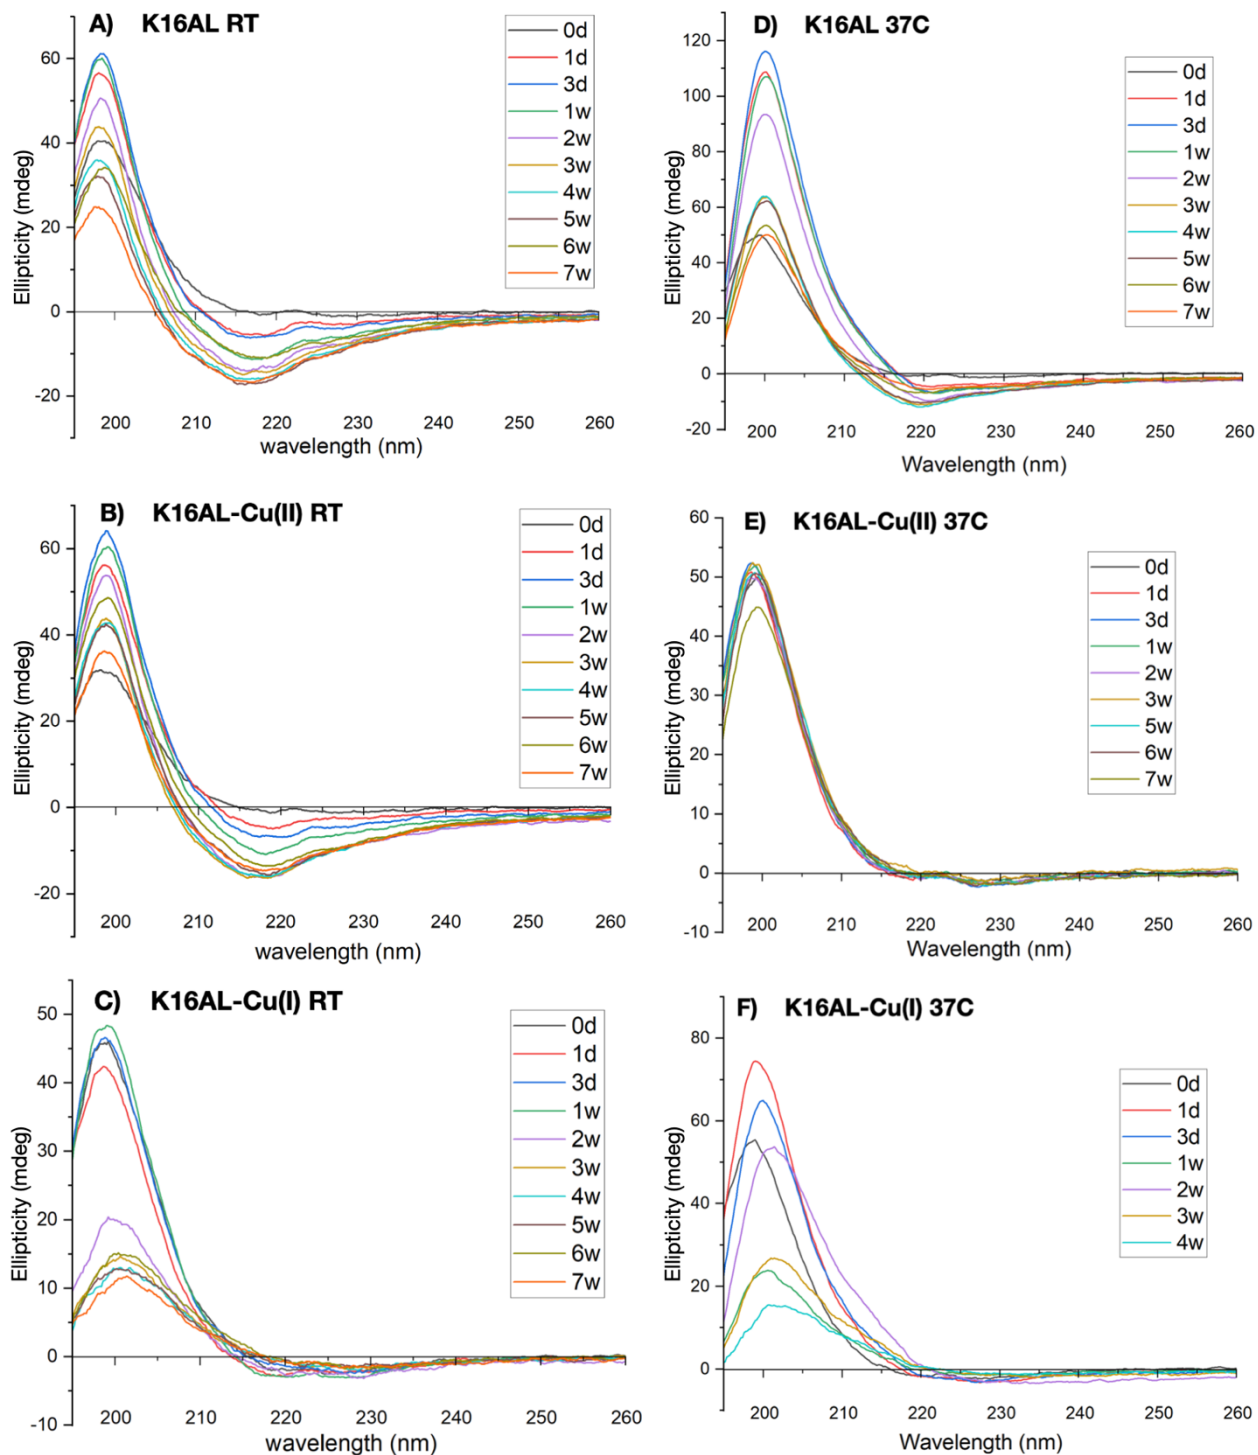 A) K16AL RT
Ellipticity (mdeg)
60
40
20
0
-20
0d
1d
3d
1w
2w
3w
4w
5w
6w
7w
200 210 220 230 240 250 260
wavelength (nm)
D) K16AL 37C
Ellipticity (mdeg)
120
100
80
60
40
20
0
-20
0d
1d
3d
1w
2w
3w
4w
5w
6w
7w
200 210 220 230 240 250 260
Wavelength (nm)
B) K16AL-Cu(II) RT
Ellipticity (mdeg)
60
40
20
0
-20
0d
1d
3d
1w
2w
3w
4w
5w
6w
7w
200 210 220 230 240 250 260
wavelength (nm)
E) K16AL-Cu(II) 37C
Ellipticity (mdeg)
60
50
40
30
20
10
0
-10
0d
1d
3d
1w
2w
3w
5w
6w
7w
200 210 220 230 240 250 260
Wavelength (nm)
C) K16AL-Cu(I) RT
Ellipticity (mdeg)
50
40
30
20
10
0
-10
0d
1d
3d
1w
2w
3w
4w
5w
6w
7w
200 210 220 230 240 250 260
wavelength (nm)
F) K16AL-Cu(I) 37C
Ellipticity (mdeg)
80
60
40
20
0
0d
1d
3d
1w
2w
3w
4w
200 210 220 230 240 250 260
Wavelength (nm)